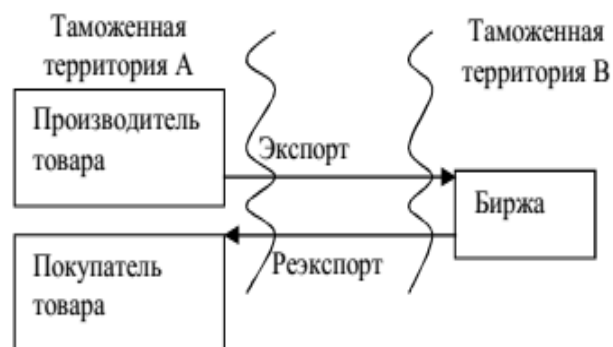 Таможенная
территория А
Таможенная
территория В
Производитель
товара
Экспорт
Биржа
Реэкспорт
Покупатель
товара